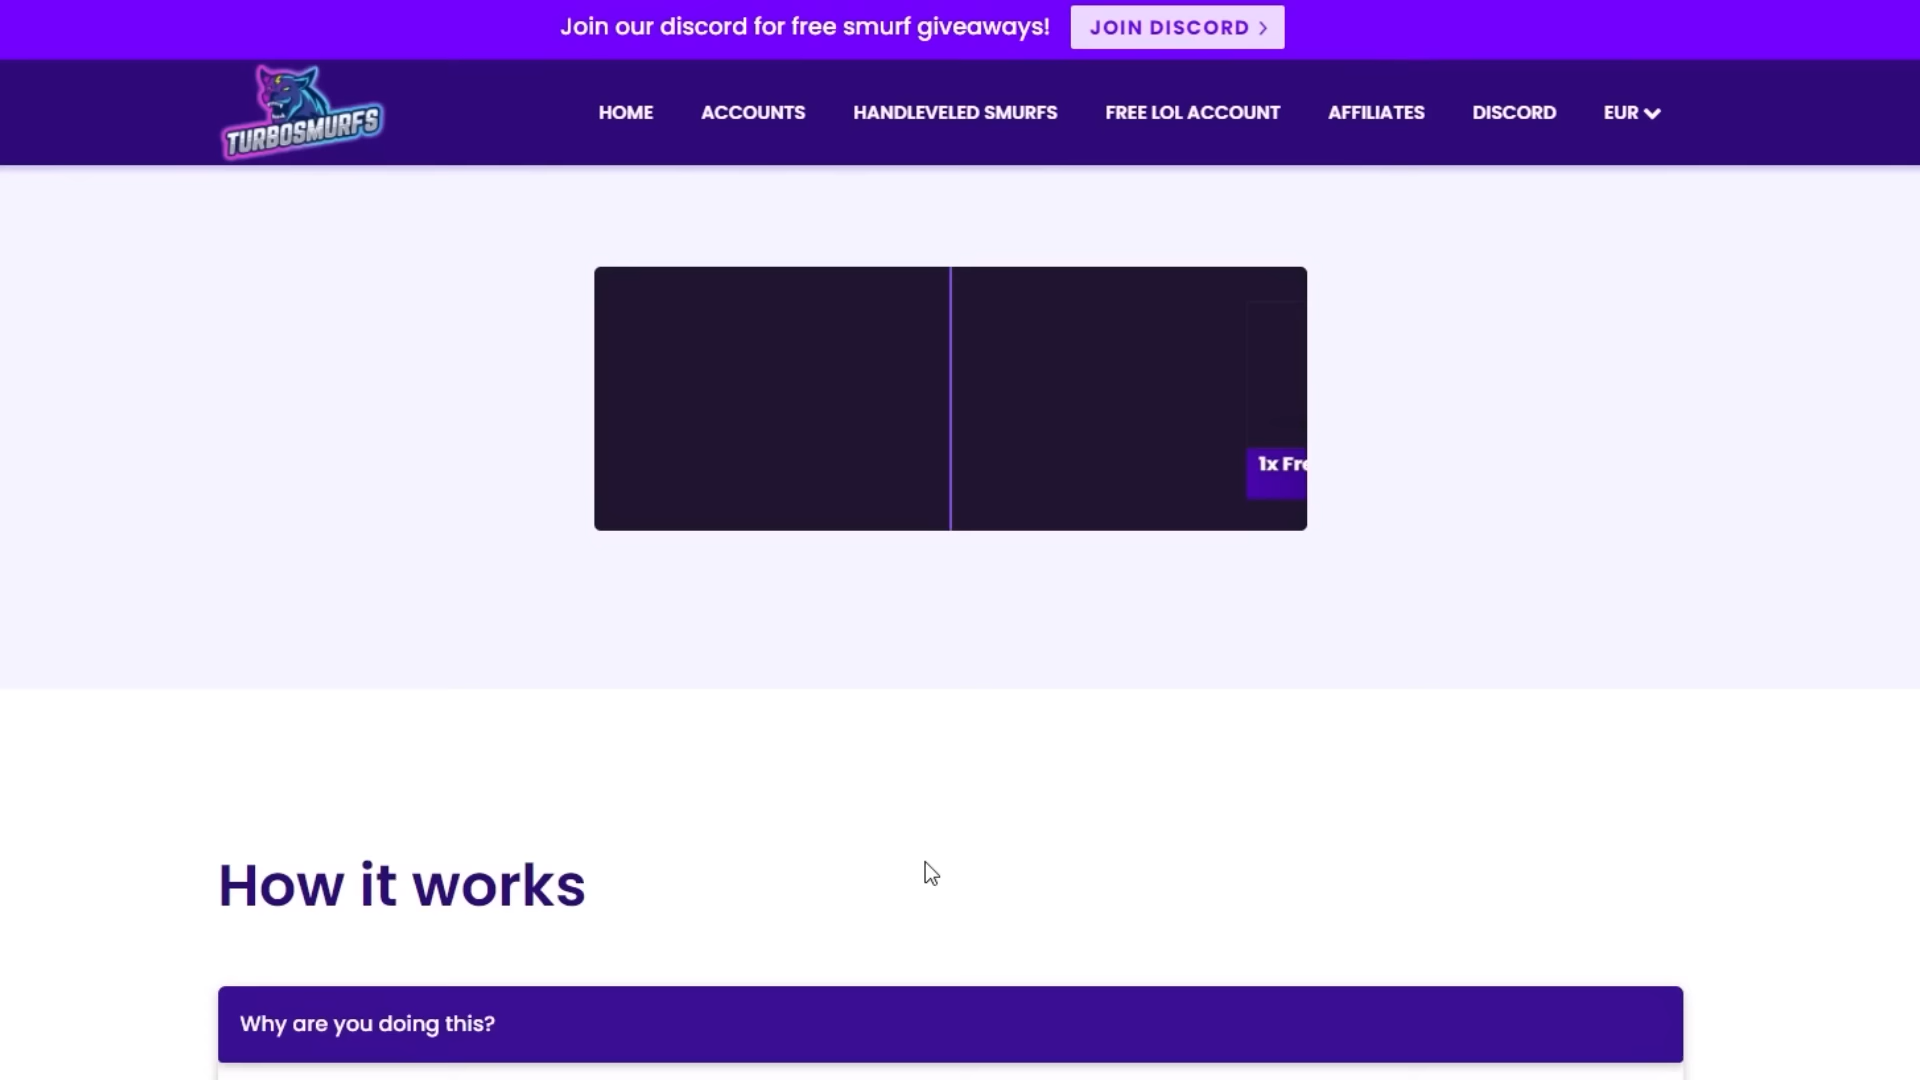 Join our discord for free smurf giveaways!
JOIN DISCORD
TURBOSMURFS
HOME
ACCOUNTS
HANDLEVELED SMURFS
FREE LOL ACCOUNT
AFFILIATES
DISCORD
EUR
1x Fre
How it works
Why are you doing this?